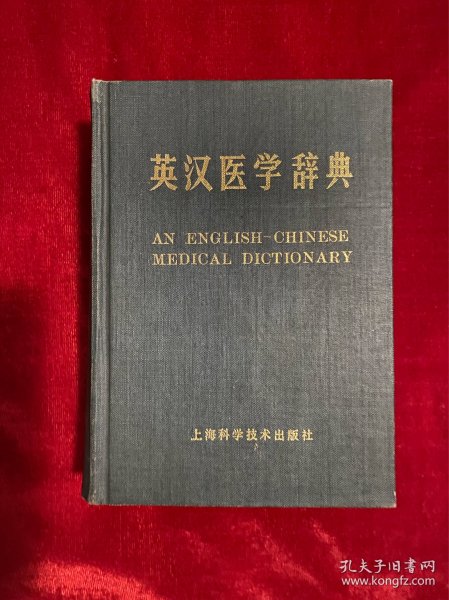 英汉医学辞典
AN ENGLISH-CHINESE
MEDICAL DICTIONARY
上海科学技术出版社
孔夫子旧书网
www.kongfz.com